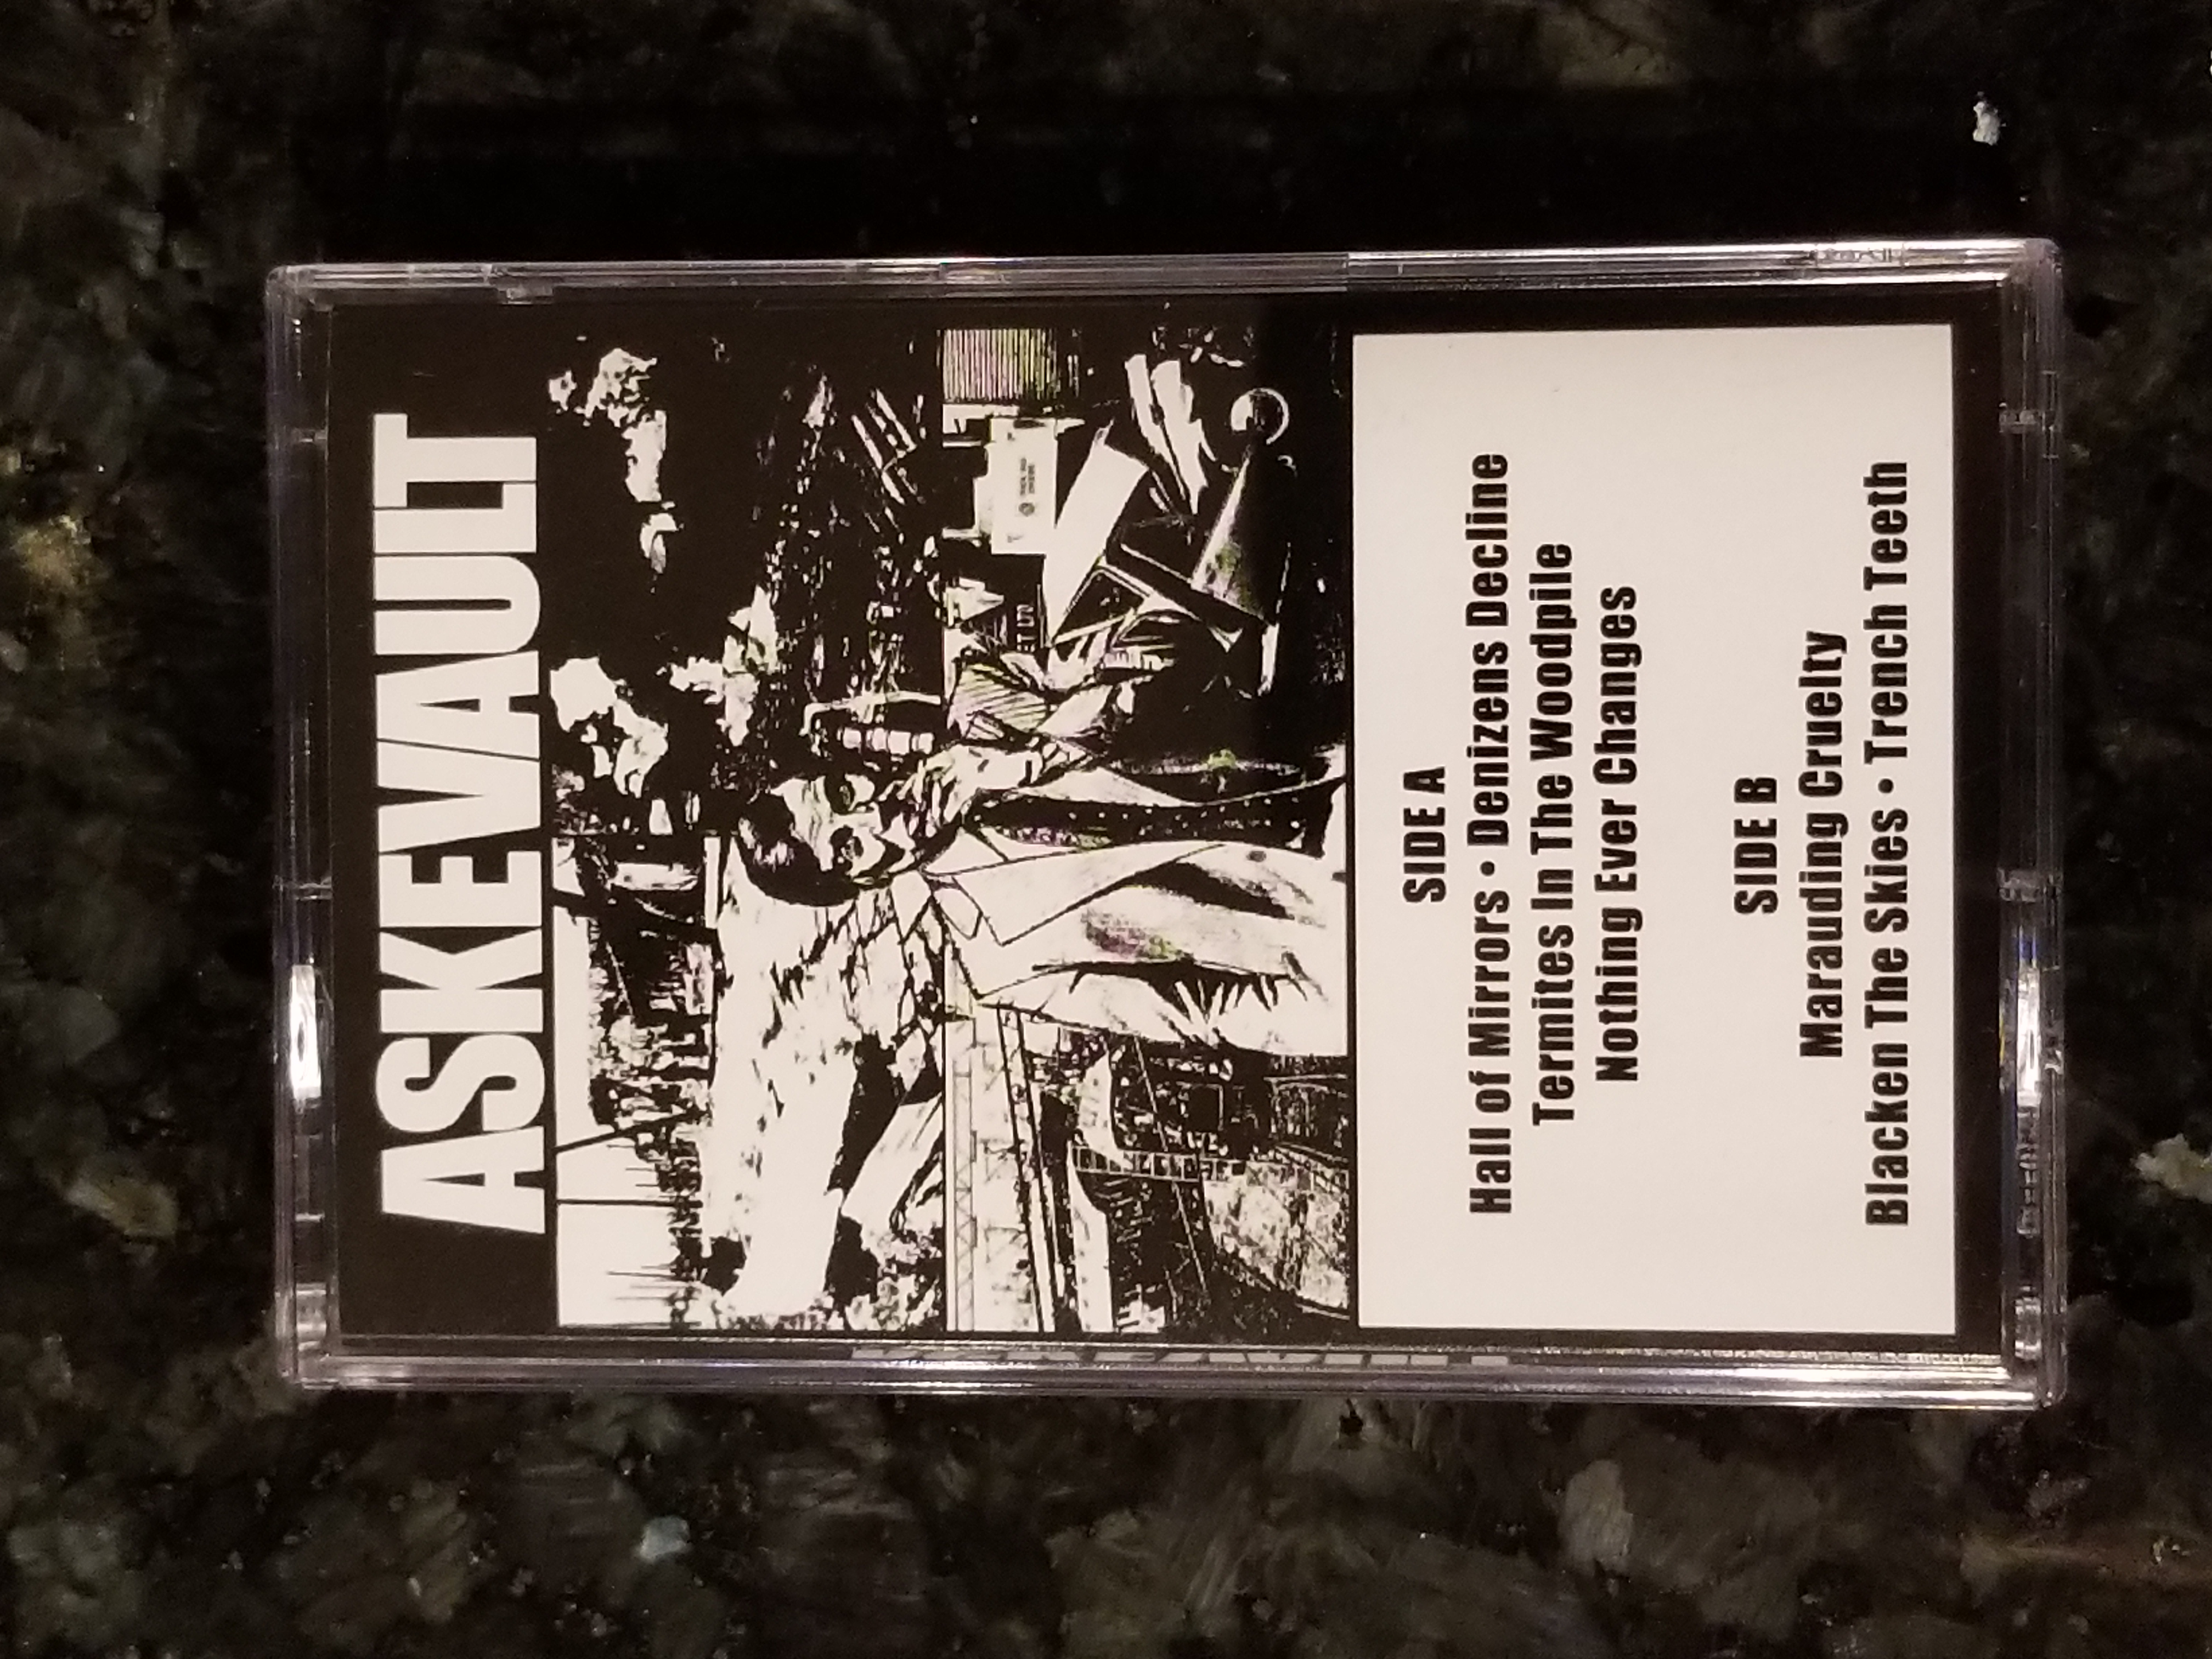 ASKEVAULT
SIDE A
Hall of Mirrors • Denizens Decline
Termites In The Woodpile
Nothing Ever Changes
SIDE B
Marauding Cruelty
Blacken The Skies • Trench Teeth